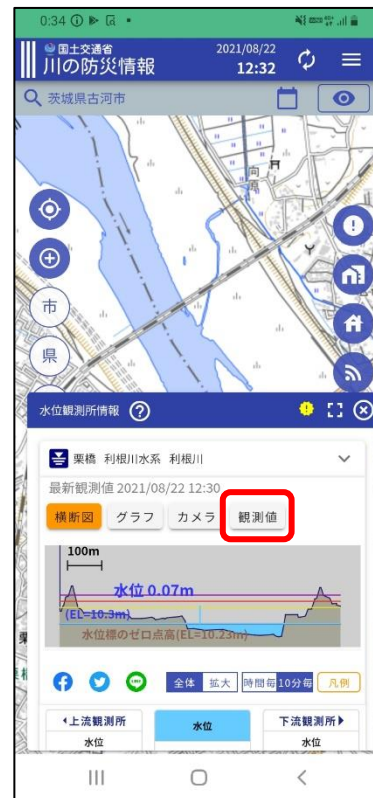 0:34
国土交通省
川の防災情報
2021/08/22
12:32
茨城県古河市
市
県
水位観測所情報
栗橋 利根川水系 利根川
最新観測値 2021/08/22 12:30
横断図 グラフ カメラ 観測値
100m
水位 0.07m
(EL=10.3m)
水位標のゼロ点高(EL=10.23m)
全体 拡大 時間毎 10分毎 凡例
上流観測所 水位 下流観測所
水位 水位